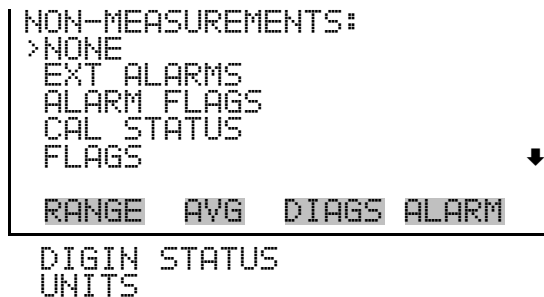 NON-MEASUREMENTS:
>NONE
EXT ALARMS
ALARM FLAGS
CAL STATUS
FLAGS
RANGE AVG DIAGS ALARM
DIGIN STATUS
UNITS